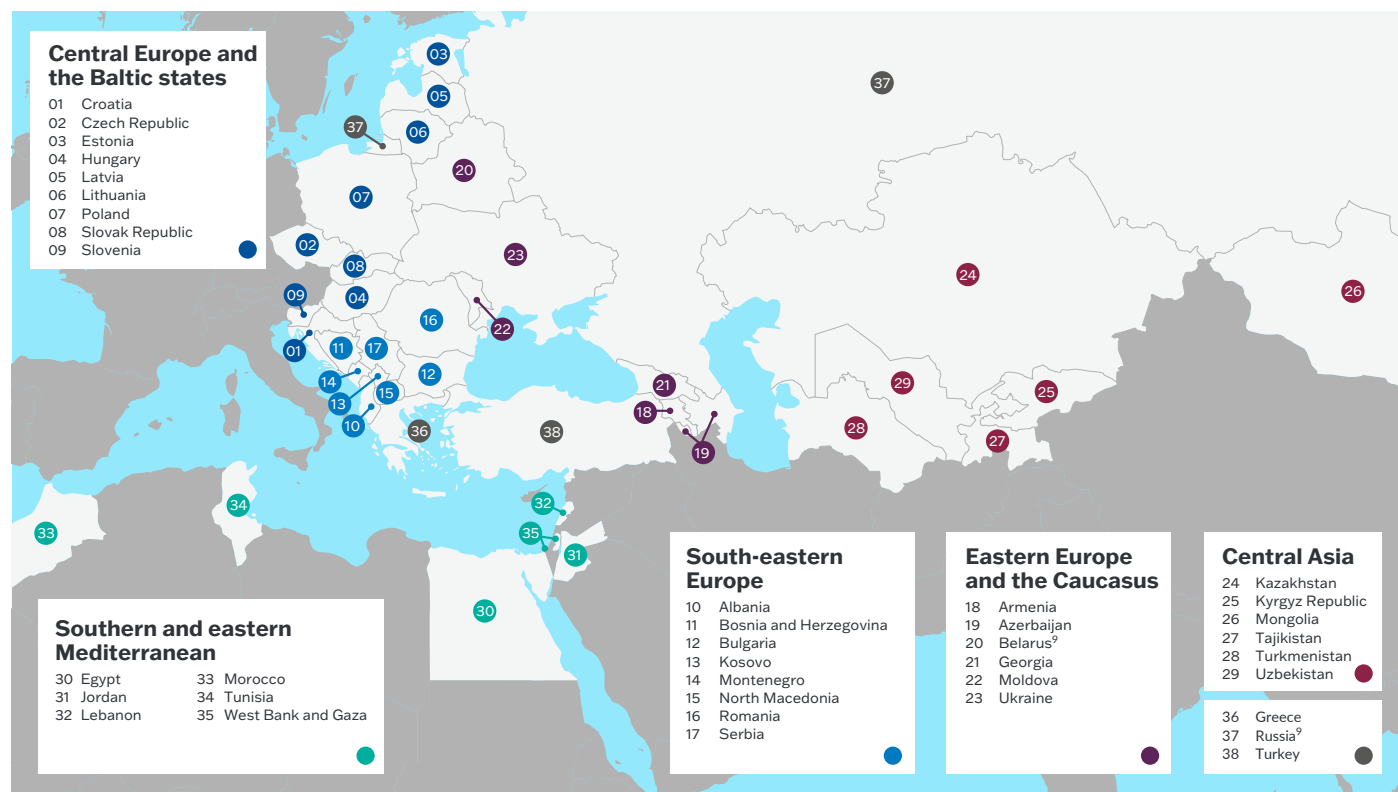 Central Europe and
the Baltic states
01 Croatia
02 Czech Republic
03 Estonia
04 Hungary
05 Latvia
06 Lithuania
07 Poland
08 Slovak Republic
09 Slovenia
03
05
37
06
20
07
02
23
08
09
04
16
22
01
11
17
14
12
13
15
10
36
38
37
24
26
21
29
25
18
28
27
19
34
33
32
35
31
30
Southern and eastern
Mediterranean
30 Egypt
31 Jordan
32 Lebanon
33 Morocco
34 Tunisia
35 West Bank and Gaza
South-eastern
Europe
10 Albania
11 Bosnia and Herzegovina
12 Bulgaria
13 Kosovo
14 Montenegro
15 North Macedonia
16 Romania
17 Serbia
Eastern Europe
and the Caucasus
18 Armenia
19 Azerbaijan
20 Belarus⁹
21 Georgia
22 Moldova
23 Ukraine
Central Asia
24 Kazakhstan
25 Kyrgyz Republic
26 Mongolia
27 Tajikistan
28 Turkmenistan
29 Uzbekistan
36 Greece
37 Russia⁹
38 Turkey